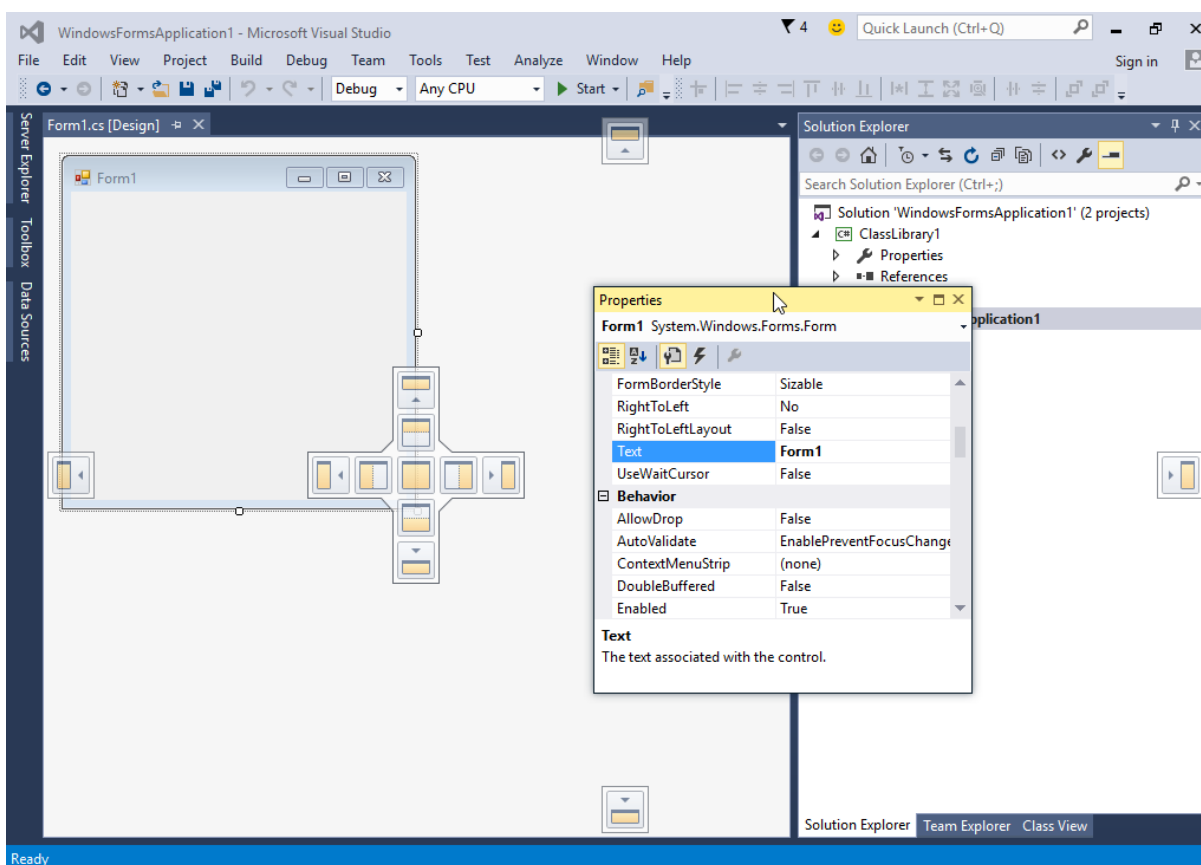 WindowsFormsApplication1 - Microsoft Visual Studio
4
Quick Launch (Ctrl+Q)
File Edit View Project Build Debug Team Tools Test Analyze Window Help
Sign in
Debug
Any CPU
Start
Server Explorer
Toolbox
Data Sources
Form1.cs [Design]
Form1
Solution Explorer
Search Solution Explorer (Ctrl+;)
Solution 'WindowsFormsApplication1' (2 projects)
C# ClassLibrary1
Properties
References
pplication1
Properties
Form1 System.Windows.Forms.Form
FormBorderStyle Sizable
RightToLeft No
RightToLeftLayout False
Text Form1
UseWaitCursor False
Behavior
AllowDrop False
AutoValidate EnablePreventFocusChange
ContextMenuStrip (none)
DoubleBuffered False
Enabled True
Text
The text associated with the control.
Solution Explorer Team Explorer Class View
Ready